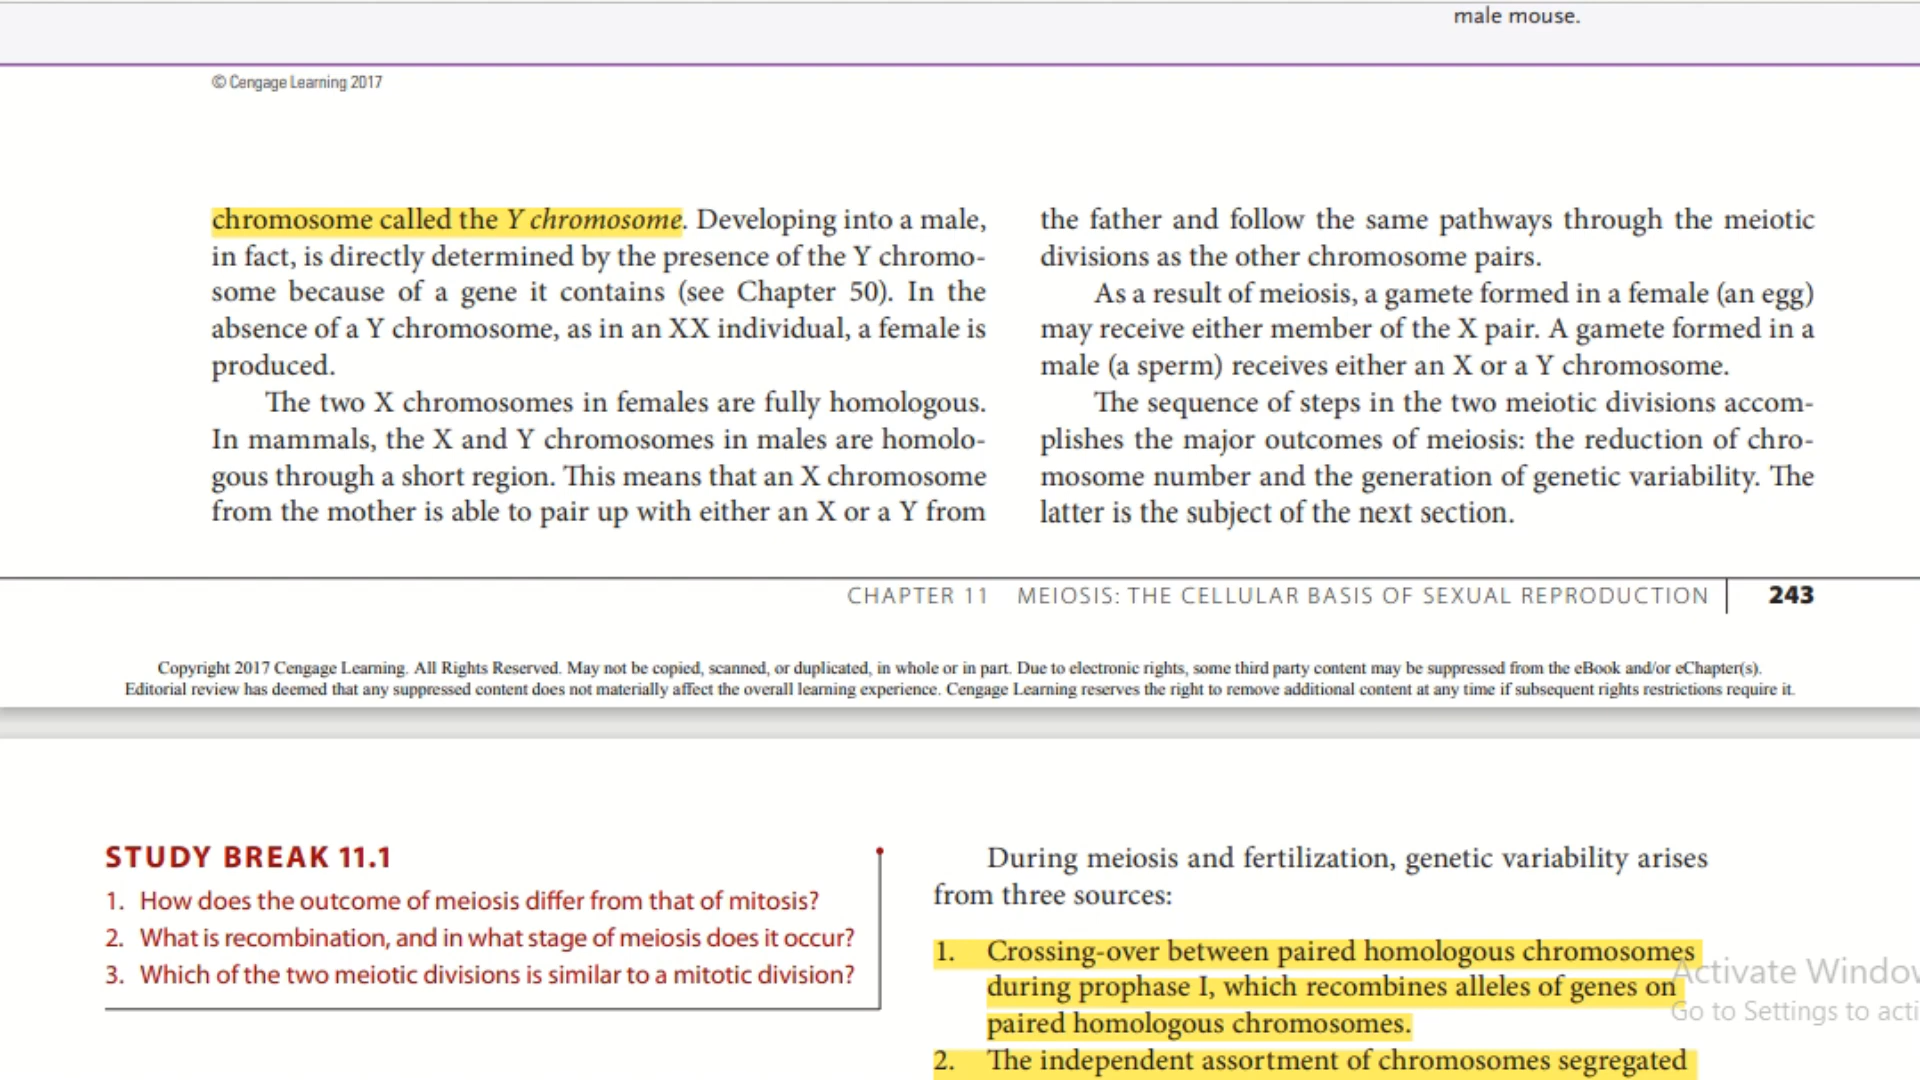 male mouse.
© Cengage Learning 2017
chromosome called the Y chromosome. Developing into a male,
in fact, is directly determined by the presence of the Y chromo-
some because of a gene it contains (see Chapter 50). In the
absence of a Y chromosome, as in an XX individual, a female is
produced.
The two X chromosomes in females are fully homologous.
In mammals, the X and Y chromosomes in males are homolo-
gous through a short region. This means that an X chromosome
from the mother is able to pair up with either an X or a Y from
the father and follow the same pathways through the meiotic
divisions as the other chromosome pairs.
As a result of meiosis, a gamete formed in a female (an egg)
may receive either member of the X pair. A gamete formed in a
male (a sperm) receives either an X or a Y chromosome.
The sequence of steps in the two meiotic divisions accom-
plishes the major outcomes of meiosis: the reduction of chro-
mosome number and the generation of genetic variability. The
latter is the subject of the next section.
CHAPTER 11 MEIOSIS: THE CELLULAR BASIS OF SEXUAL REPRODUCTION 243
Copyright 2017 Cengage Learning. All Rights Reserved. May not be copied, scanned, or duplicated, in whole or in part. Due to electronic rights, some third party content may be suppressed from the eBook and/or eChapter(s).
Editorial review has deemed that any suppressed content does not materially affect the overall learning experience. Cengage Learning reserves the right to remove additional content at any time if subsequent rights restrictions require it.
STUDY BREAK 11.1
1. How does the outcome of meiosis differ from that of mitosis?
2. What is recombination, and in what stage of meiosis does it occur?
3. Which of the two meiotic divisions is similar to a mitotic division?
During meiosis and fertilization, genetic variability arises
from three sources:
1. Crossing-over between paired homologous chromosomes
during prophase I, which recombines alleles of genes on
paired homologous chromosomes.
2. The independent assortment of chromosomes segregated
Activate Window
Go to Settings to acti